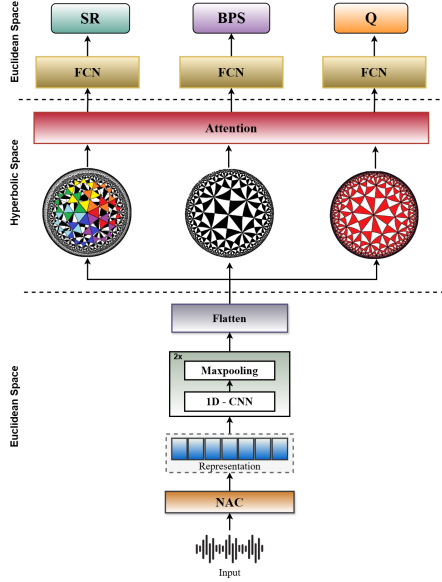 Euclidean Space
SR
BPS
Q
FCN
FCN
FCN
Hyperbolic Space
Attention
Euclidean Space
Flatten
2x
Maxpooling
1D - CNN
Representation
NAC
Input